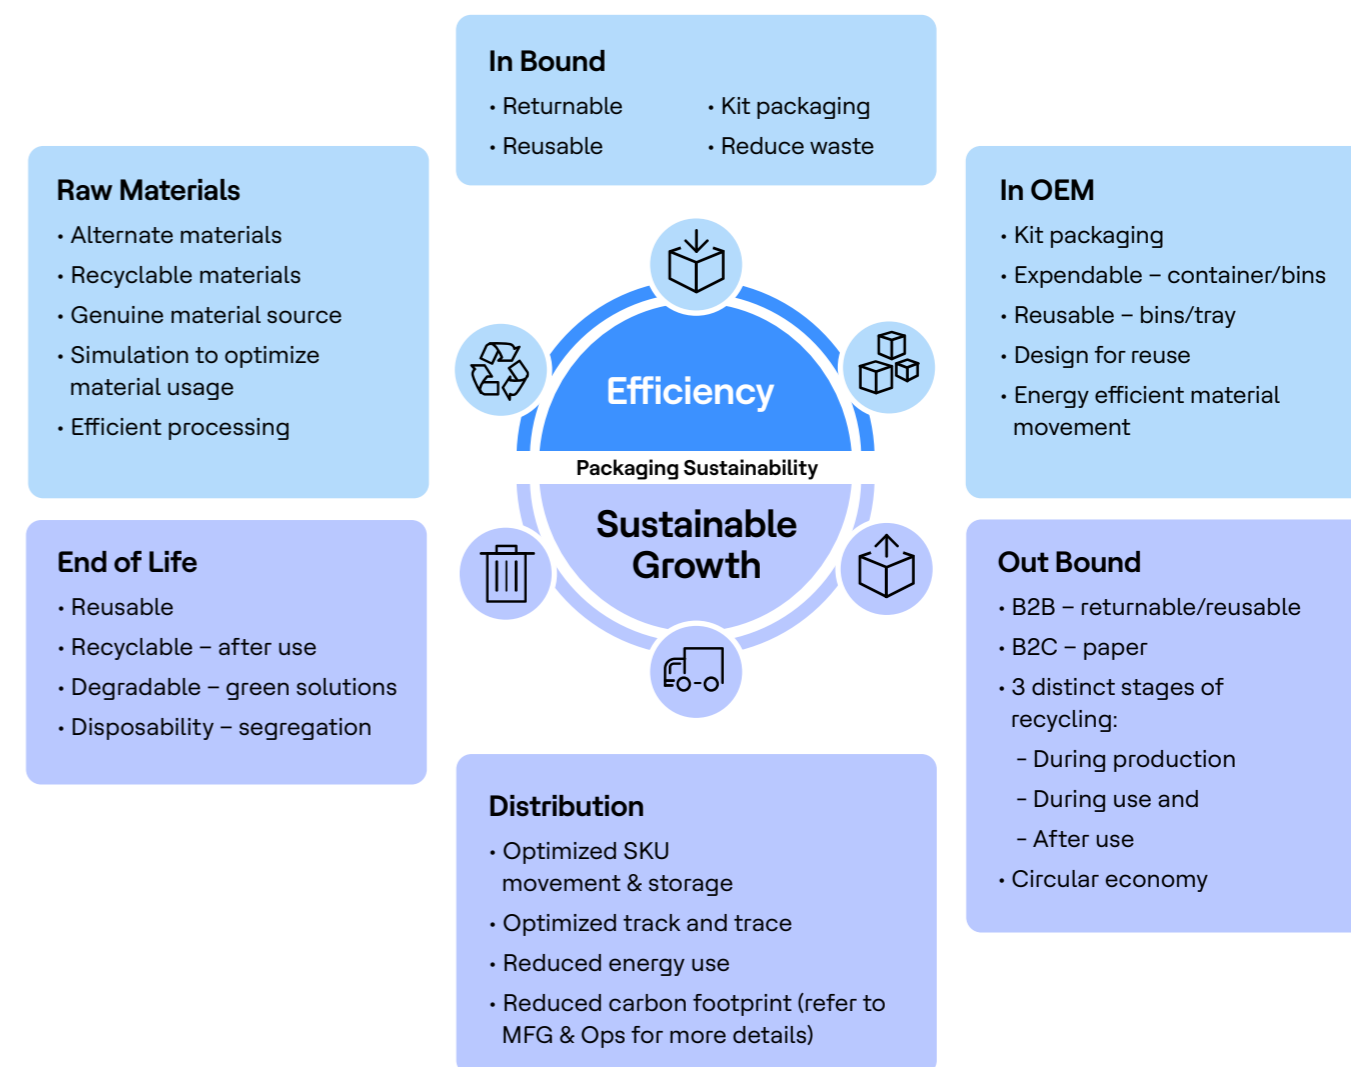 In Bound
• Returnable
• Reusable
• Kit packaging
• Reduce waste
Raw Materials
• Alternate materials
• Recyclable materials
• Genuine material source
• Simulation to optimize
material usage
• Efficient processing
In OEM
• Kit packaging
• Expendable – container/bins
• Reusable – bins/tray
• Design for reuse
• Energy efficient material
movement
Efficiency
Packaging Sustainability
Sustainable
Growth
End of Life
• Reusable
• Recyclable – after use
• Degradable – green solutions
• Disposability – segregation
Out Bound
• B2B – returnable/reusable
• B2C – paper
• 3 distinct stages of
recycling:
– During production
– During use and
– After use
• Circular economy
Distribution
• Optimized SKU
movement & storage
• Optimized track and trace
• Reduced energy use
• Reduced carbon footprint (refer to
MFG & Ops for more details)